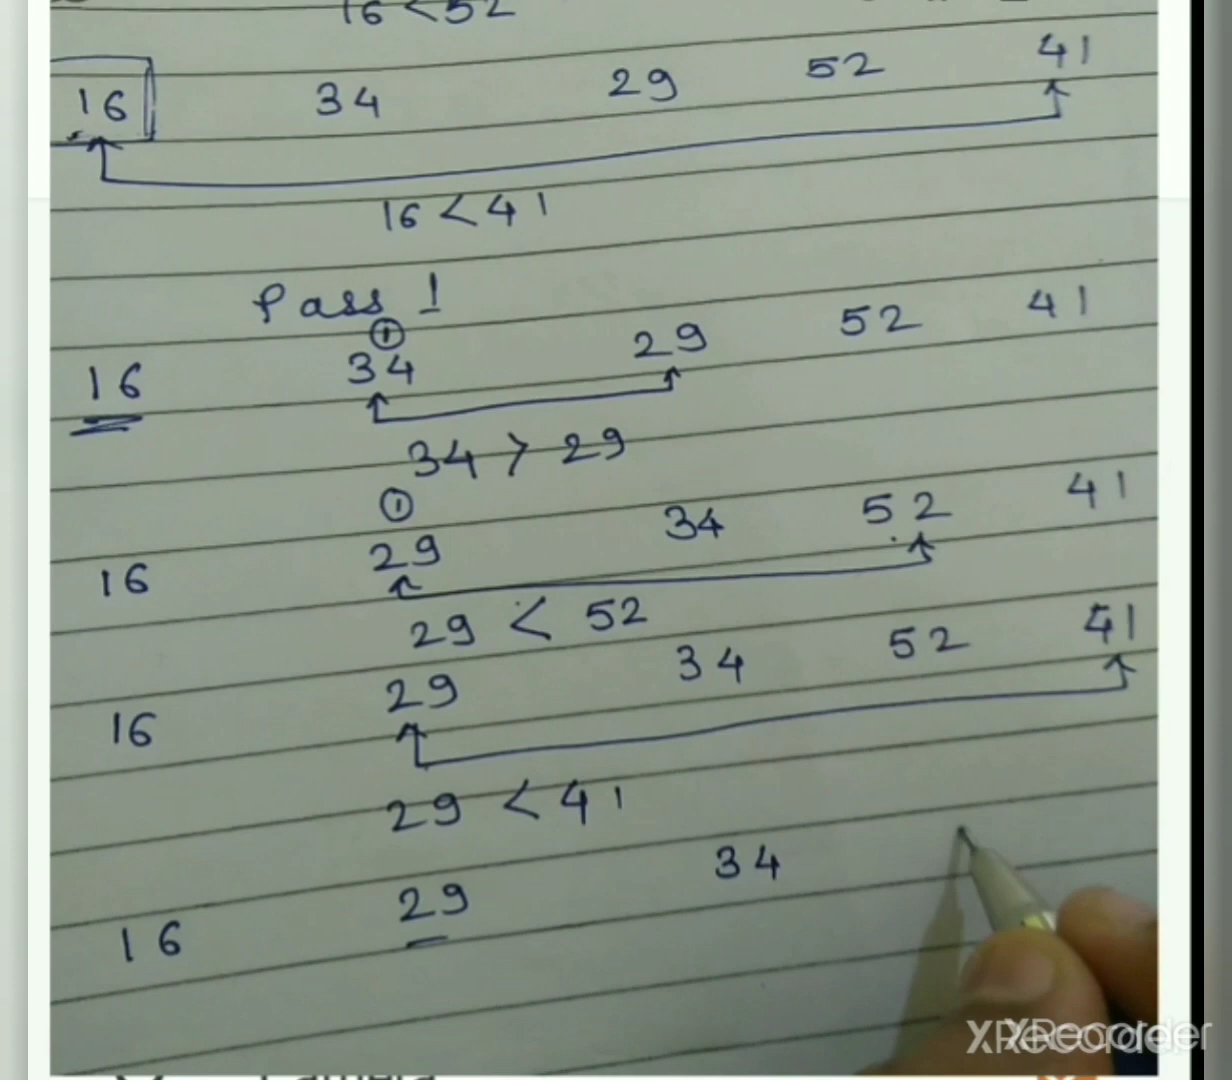 16 < 52
16 34 29 52 41
16 < 41
Pass 1
1
16 34 29 52 41
34 > 29
1
16 29 34 52 41
29 < 52
16 29 34 52 41
29 < 41
16 29 34
XRecorder